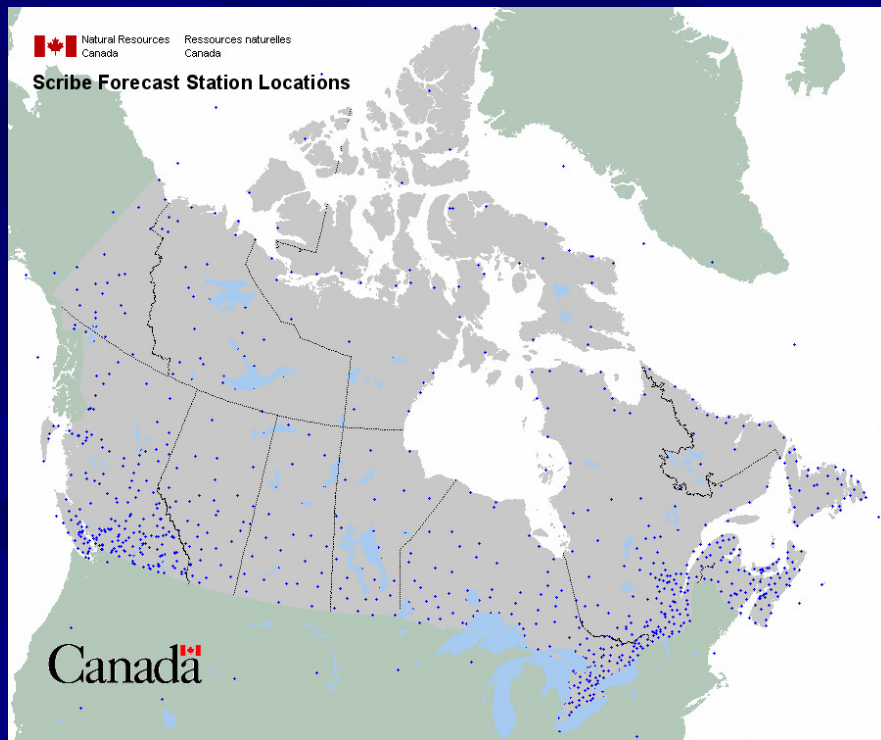 Natural Resources Ressources naturelles
Canada Canada
Scribe Forecast Station Locations
Canada